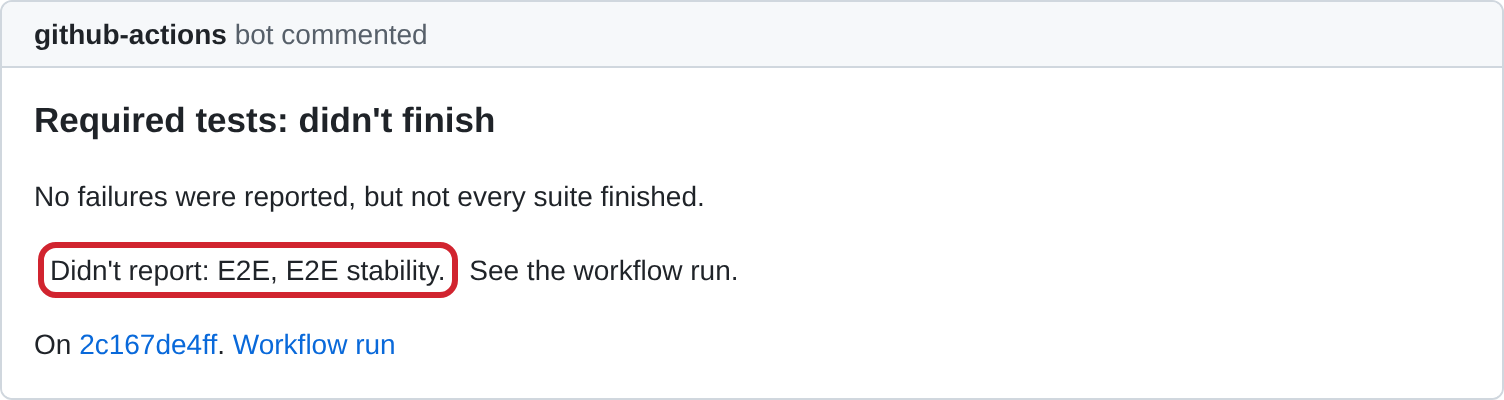 github-actions bot commented
Required tests: didn't finish
No failures were reported, but not every suite finished.
Didn't report: E2E, E2E stability. See the workflow run.
On 2c167de4ff. Workflow run